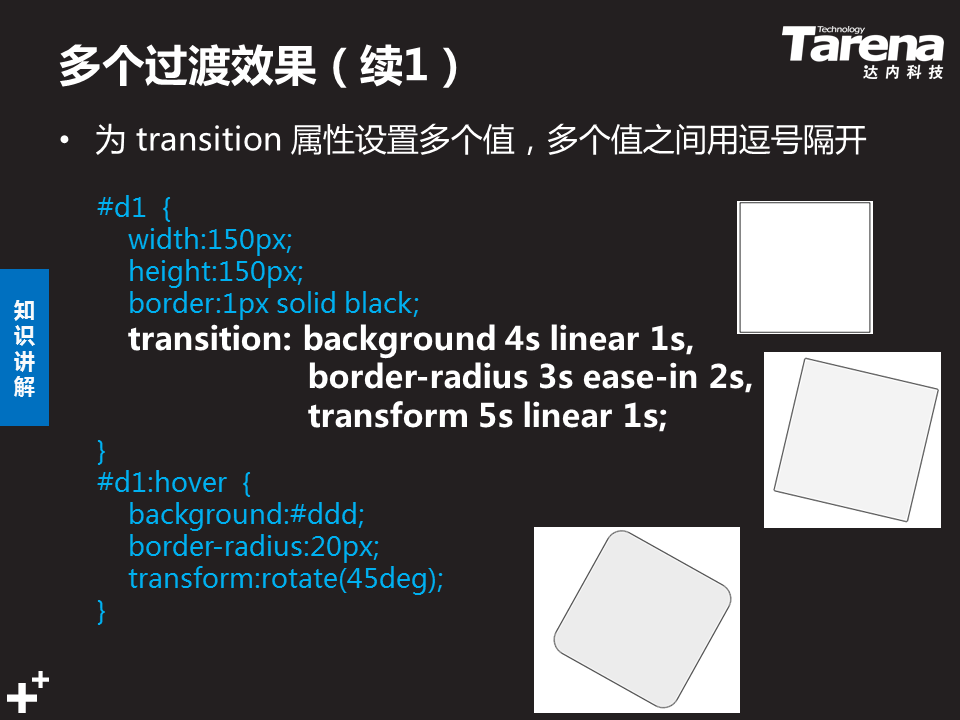 多个过渡效果（续1）
Technology
Tarena
达内科技
• 为 transition 属性设置多个值，多个值之间用逗号隔开
#d1 {
width:150px;
height:150px;
border:1px solid black;
transition: background 4s linear 1s,
border-radius 3s ease-in 2s,
transform 5s linear 1s;
}
#d1:hover {
background:#ddd;
border-radius:20px;
transform:rotate(45deg);
}
知识讲解